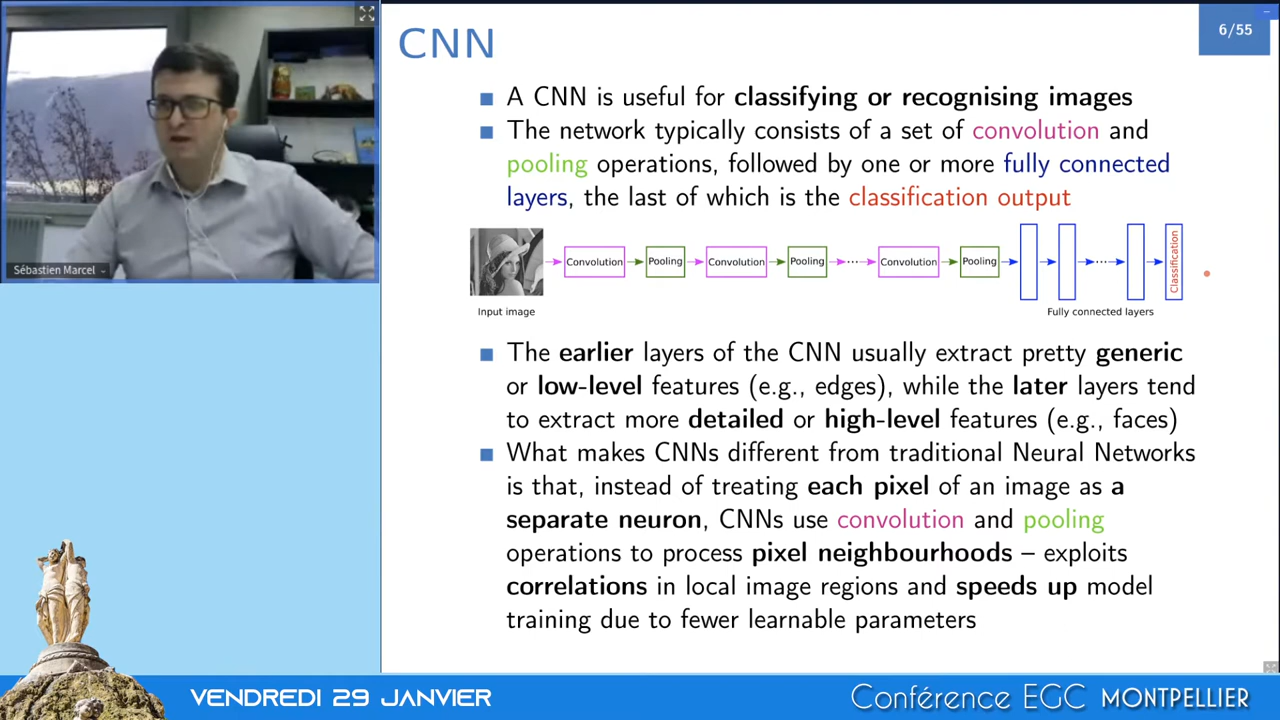 Sébastien Marcel
6/55
CNN
A CNN is useful for classifying or recognising images
The network typically consists of a set of convolution and
pooling operations, followed by one or more fully connected
layers, the last of which is the classification output
Convolution Pooling Convolution Pooling ... Convolution Pooling ... Classification
Input image
Fully connected layers
The earlier layers of the CNN usually extract pretty generic
or low-level features (e.g., edges), while the later layers tend
to extract more detailed or high-level features (e.g., faces)
What makes CNNs different from traditional Neural Networks
is that, instead of treating each pixel of an image as a
separate neuron, CNNs use convolution and pooling
operations to process pixel neighbourhoods – exploits
correlations in local image regions and speeds up model
training due to fewer learnable parameters
VENDREDI 29 JANVIER
Conférence EGC MONTPELLIER